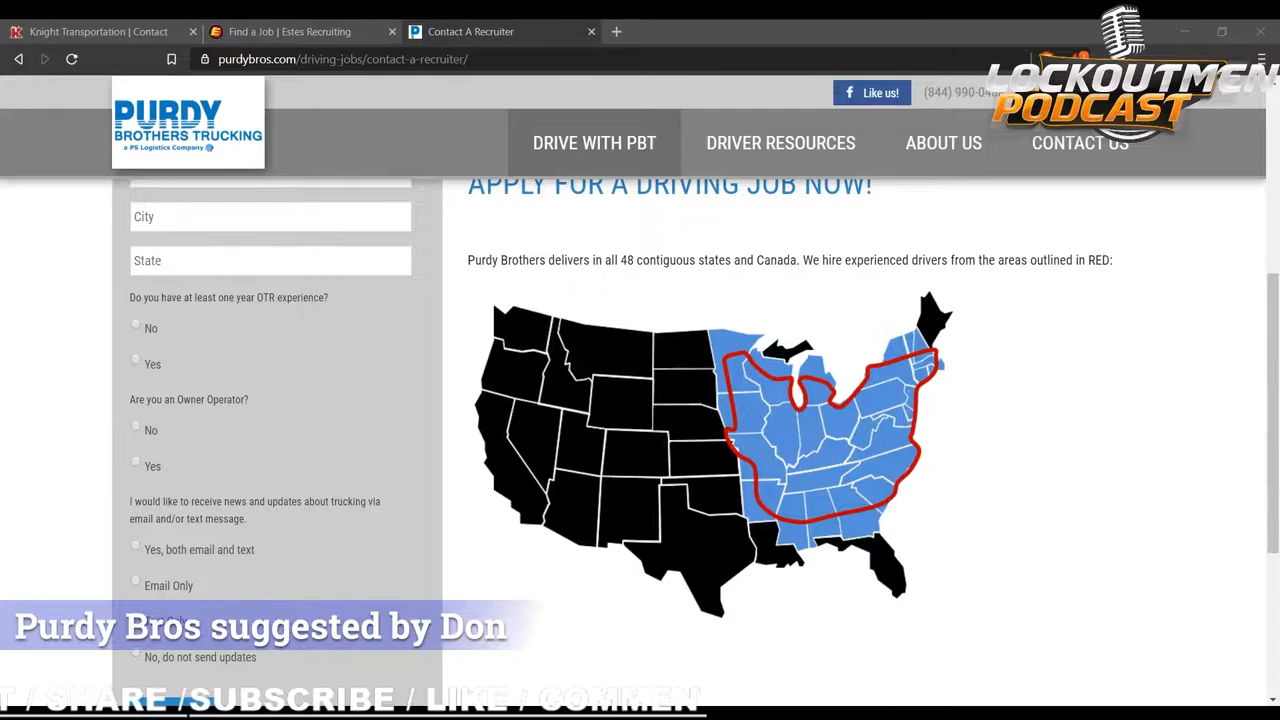 Knight Transportation | Contact
Find a Job | Estes Recruiting
Contact A Recruiter
purdybros.com/driving-jobs/contact-a-recruiter/
LOCKOUTMEN
PODCAST
PURDY
BROTHERS TRUCKING
a PS Logistics Company
Like us!
(844) 990-04
DRIVE WITH PBT
DRIVER RESOURCES
ABOUT US
CONTACT US
APPLY FOR A DRIVING JOB NOW!
City
State
Purdy Brothers delivers in all 48 contiguous states and Canada. We hire experienced drivers from the areas outlined in RED:
Do you have at least one year OTR experience?
No
Yes
Are you an Owner Operator?
No
Yes
I would like to receive news and updates about trucking via
email and/or text message.
Yes, both email and text
Email Only
Purdy Bros suggested by Don
No, do not send updates
T / SHARE /SUBSCRIBE / LIKE / COMMEN